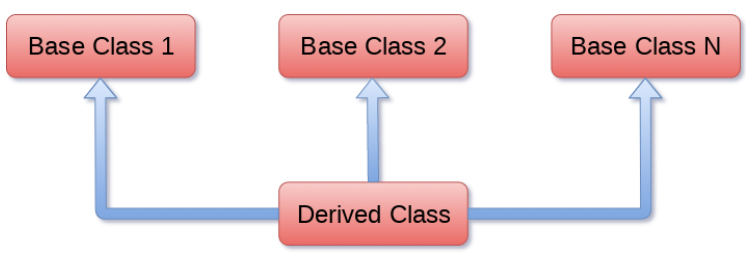 Base Class 1
Base Class 2
Base Class N
Derived Class